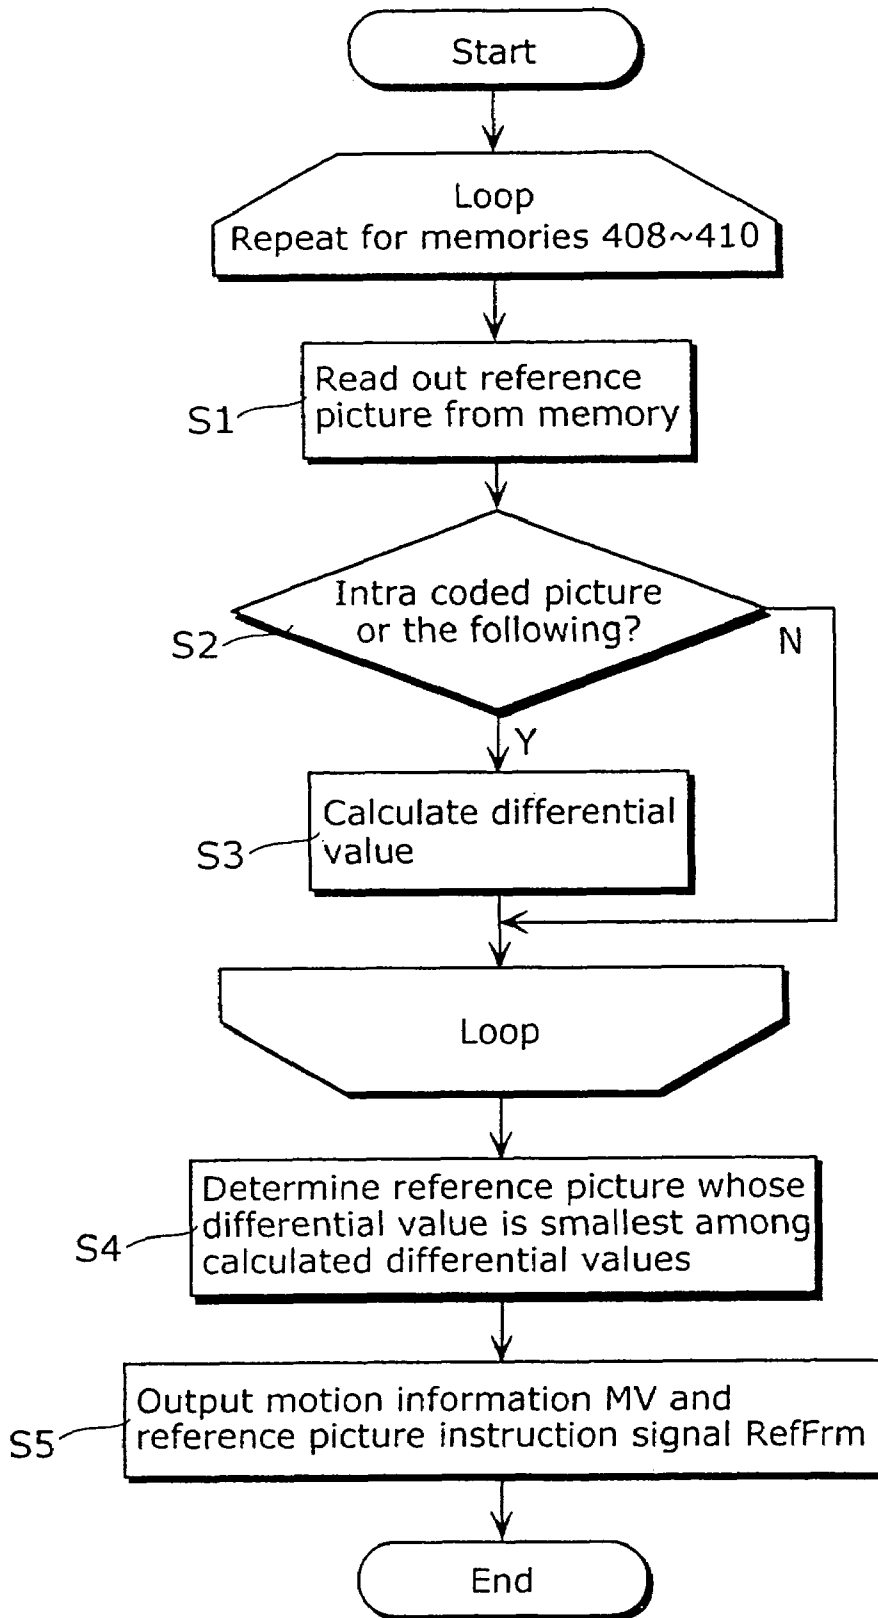 Start
Loop
Repeat for memories 408~410
Read out reference
picture from memory
S1
Intra coded picture
or the following?
S2
N
Y
Calculate differential
value
S3
Loop
Determine reference picture whose
differential value is smallest among
calculated differential values
S4
Output motion information MV and
reference picture instruction signal RefFrm
S5
End